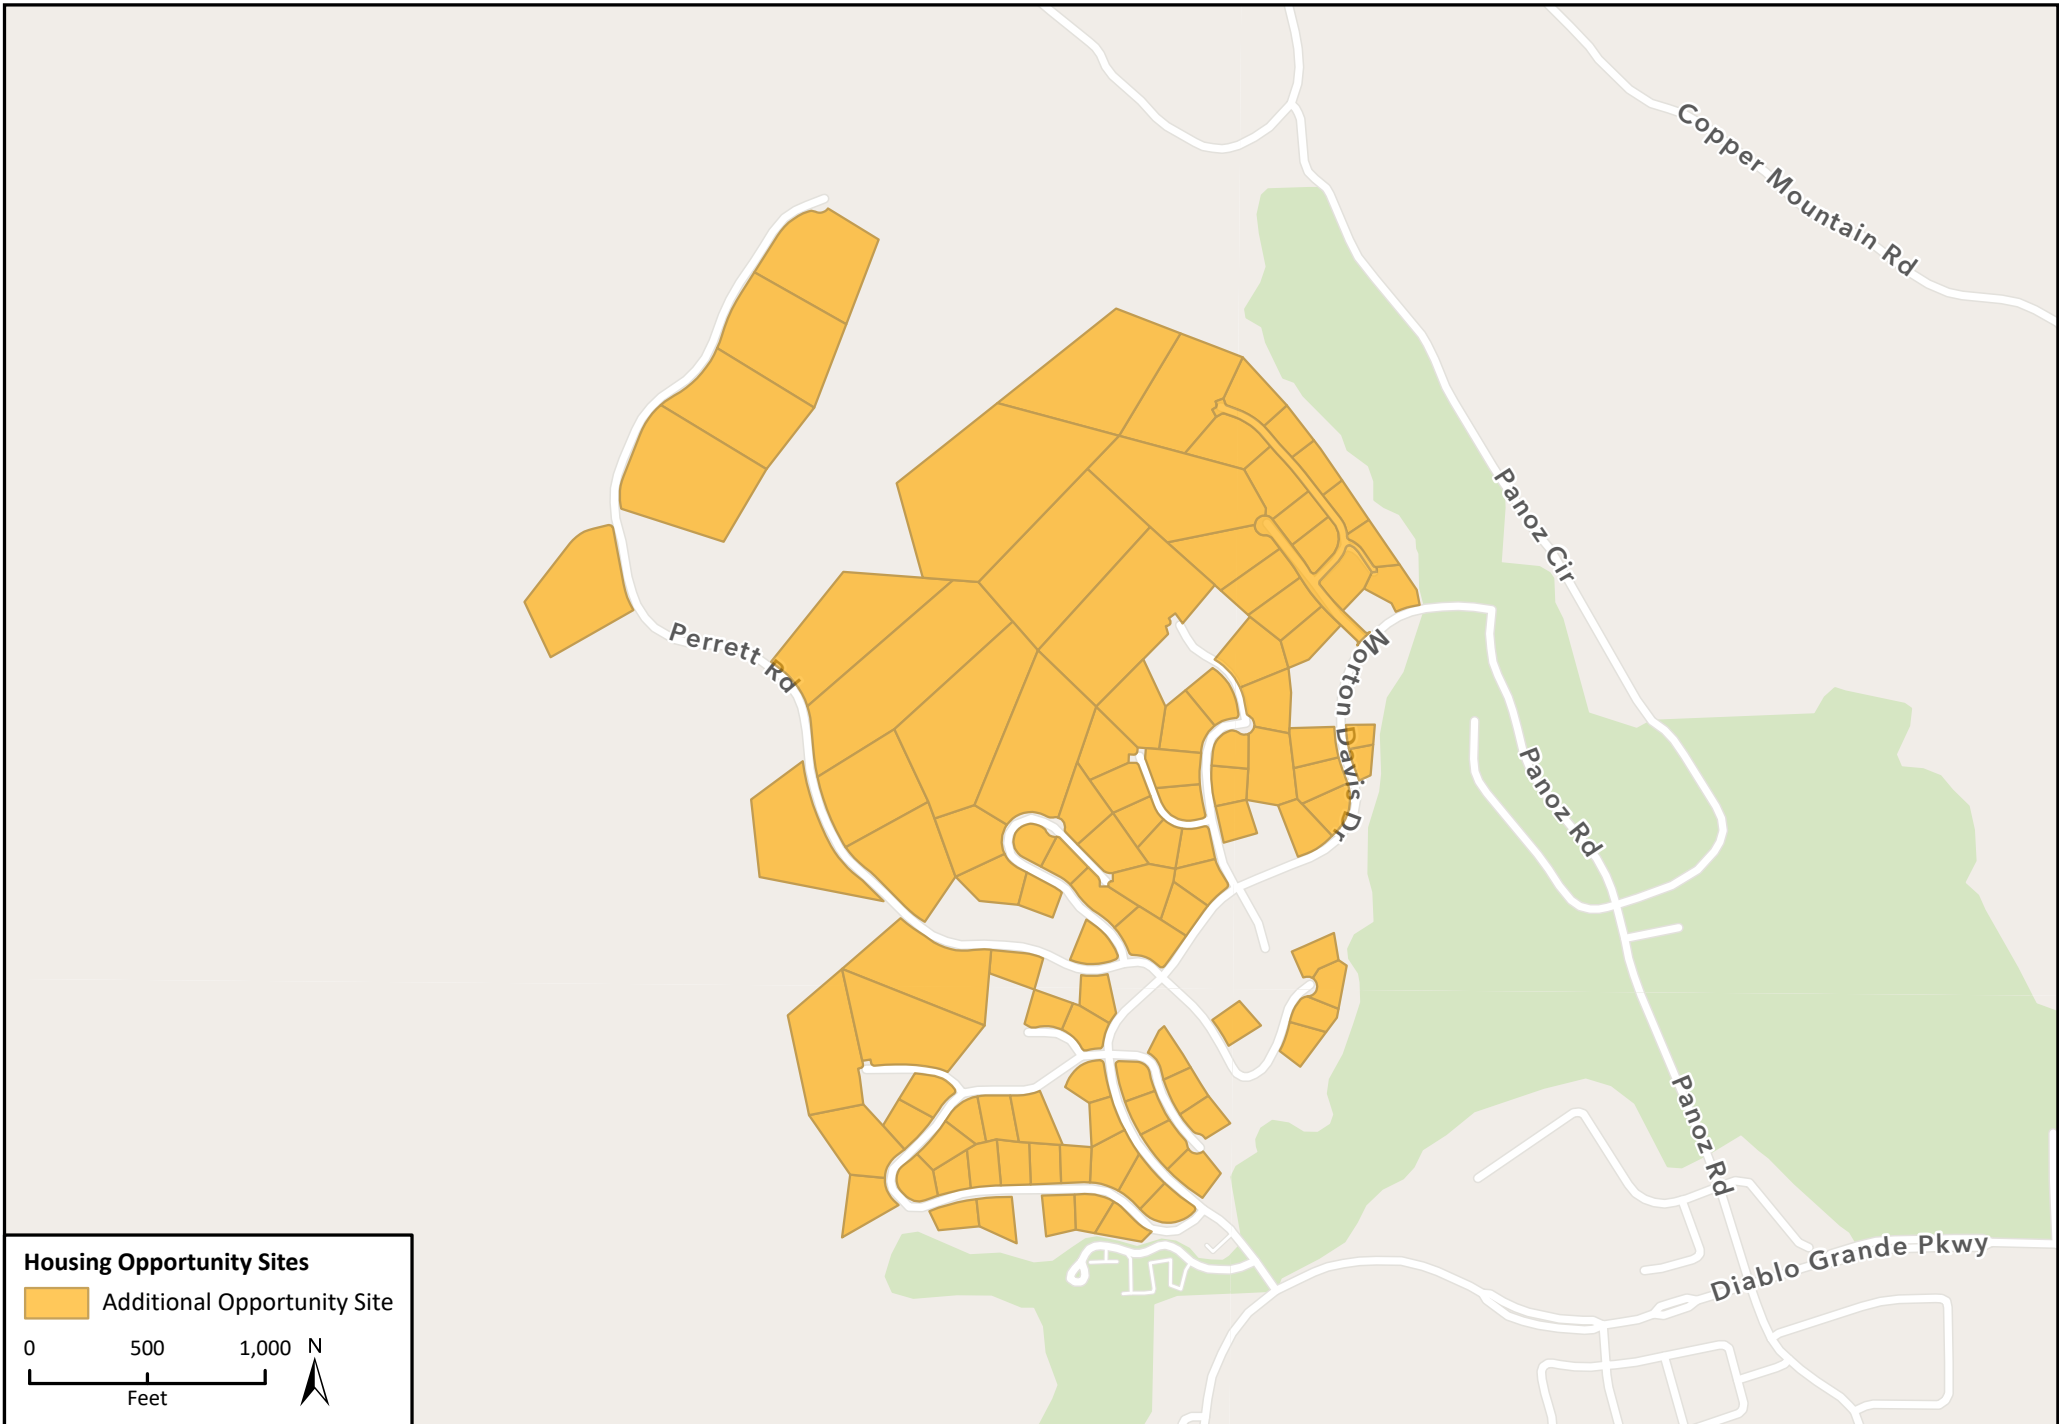 Copper Mountain Rd
Panoz Cir
Perrett Rd
Morton Davis Dr
Panoz Rd
Panoz Rd
Diablo Grande Pkwy
Housing Opportunity Sites
Additional Opportunity Site
0 500 1,000 N
Feet